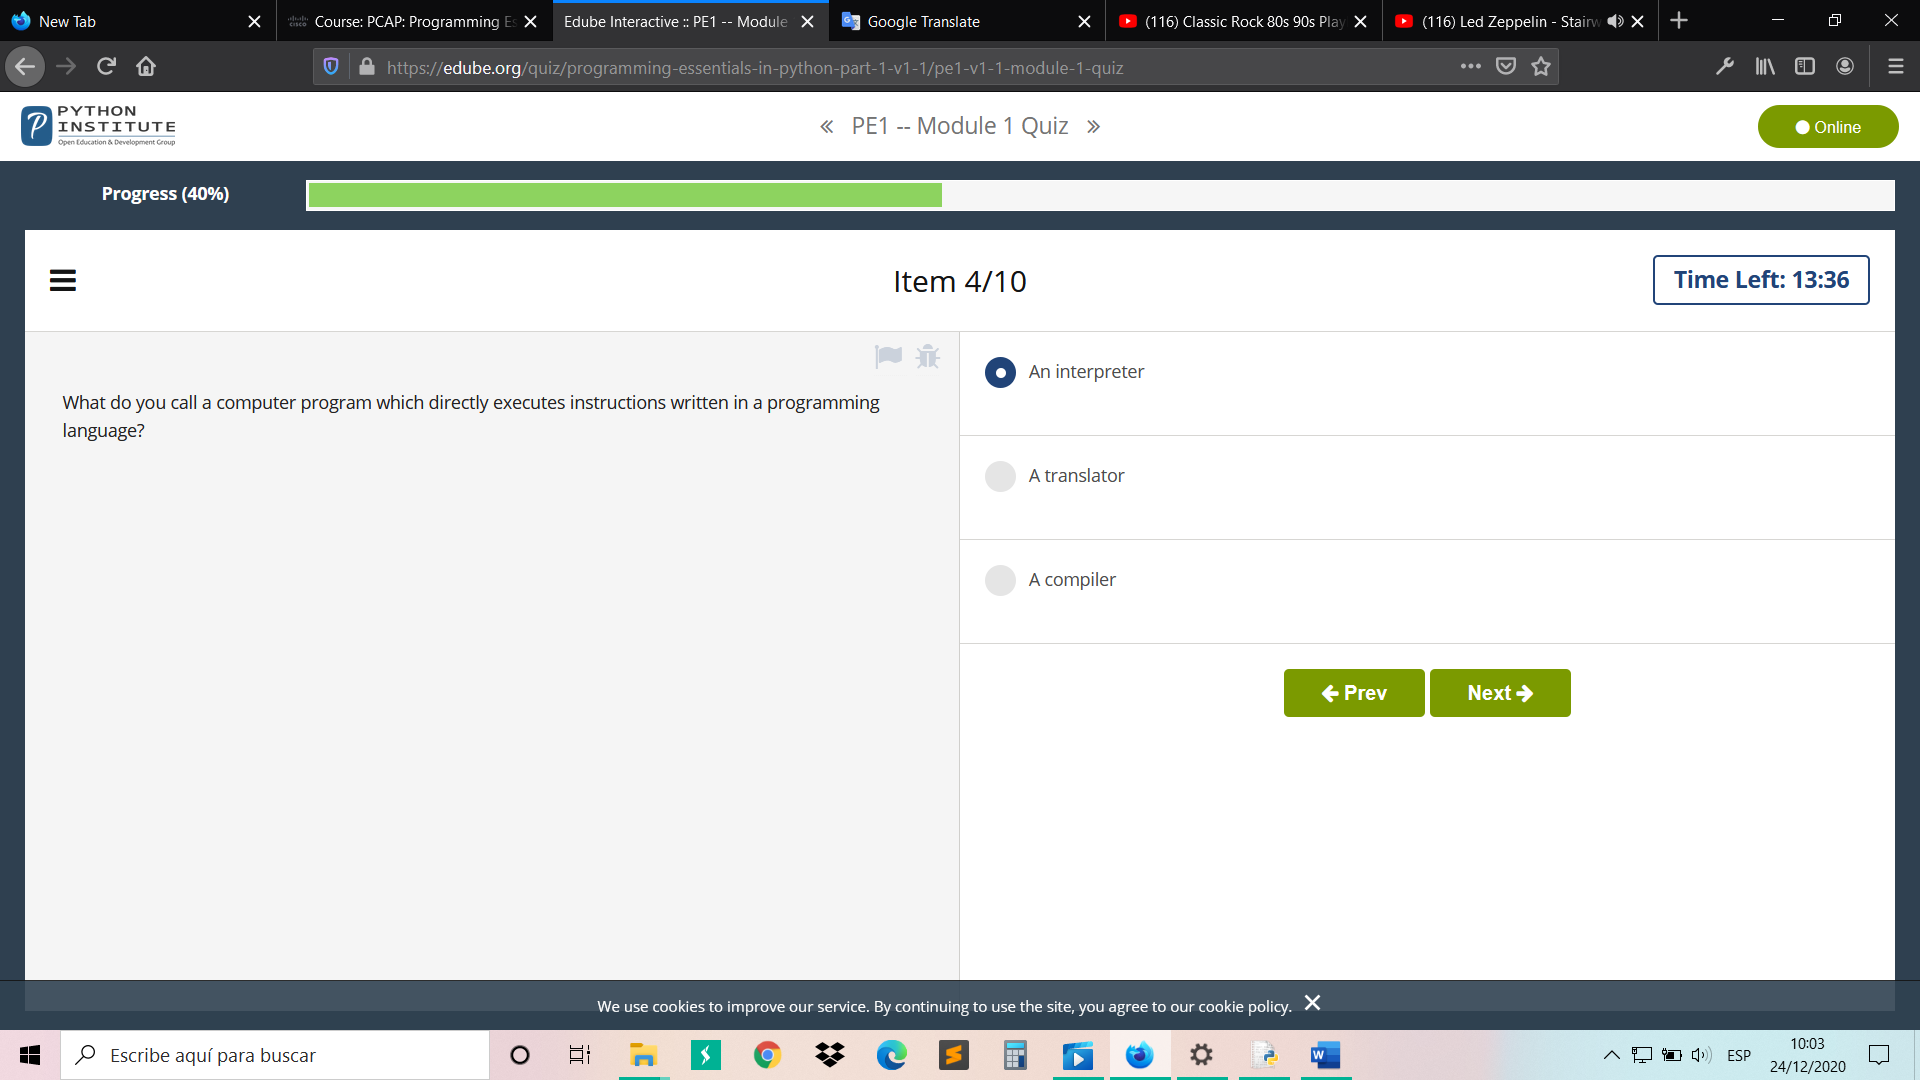 New Tab
Course: PCAP: Programming Es
Edube Interactive :: PE1 -- Module
Google Translate
(116) Classic Rock 80s 90s Play
(116) Led Zeppelin - Stairw
https://edube.org/quiz/programming-essentials-in-python-part-1-v1-1/pe1-v1-1-module-1-quiz
PYTHON
INSTITUTE
Open Education & Development Group
« PE1 -- Module 1 Quiz »
Online
Progress (40%)
Item 4/10
Time Left: 13:36
What do you call a computer program which directly executes instructions written in a programming
language?
An interpreter
A translator
A compiler
Prev
Next
We use cookies to improve our service. By continuing to use the site, you agree to our cookie policy.
Escribe aquí para buscar
ESP
10:03
24/12/2020